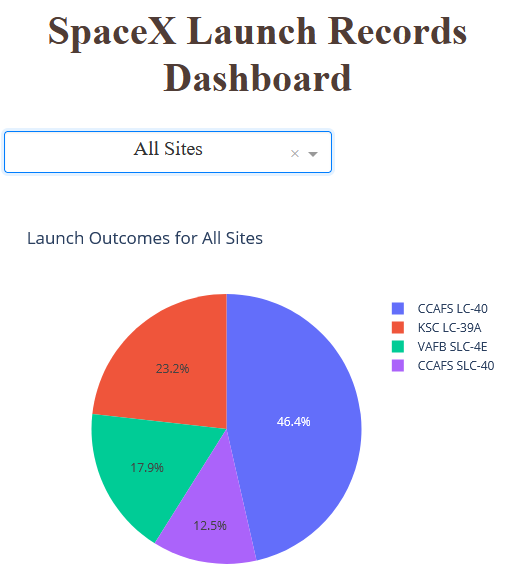 SpaceX Launch Records
Dashboard
All Sites × 
Launch Outcomes for All Sites
CCAFS LC-40
KSC LC-39A
VAFB SLC-4E
CCAFS SLC-40
23.2%
46.4%
17.9%
12.5%